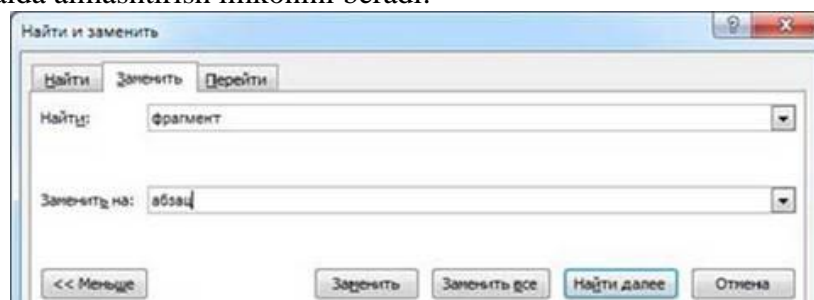 almashtirish imkonini beradi.
Найти и заменить
Найти Заменить Перейти
Найти: фрагмент
Заменить на: абзац
<< Меньше Заменить Заменить все Найти далее Отмена